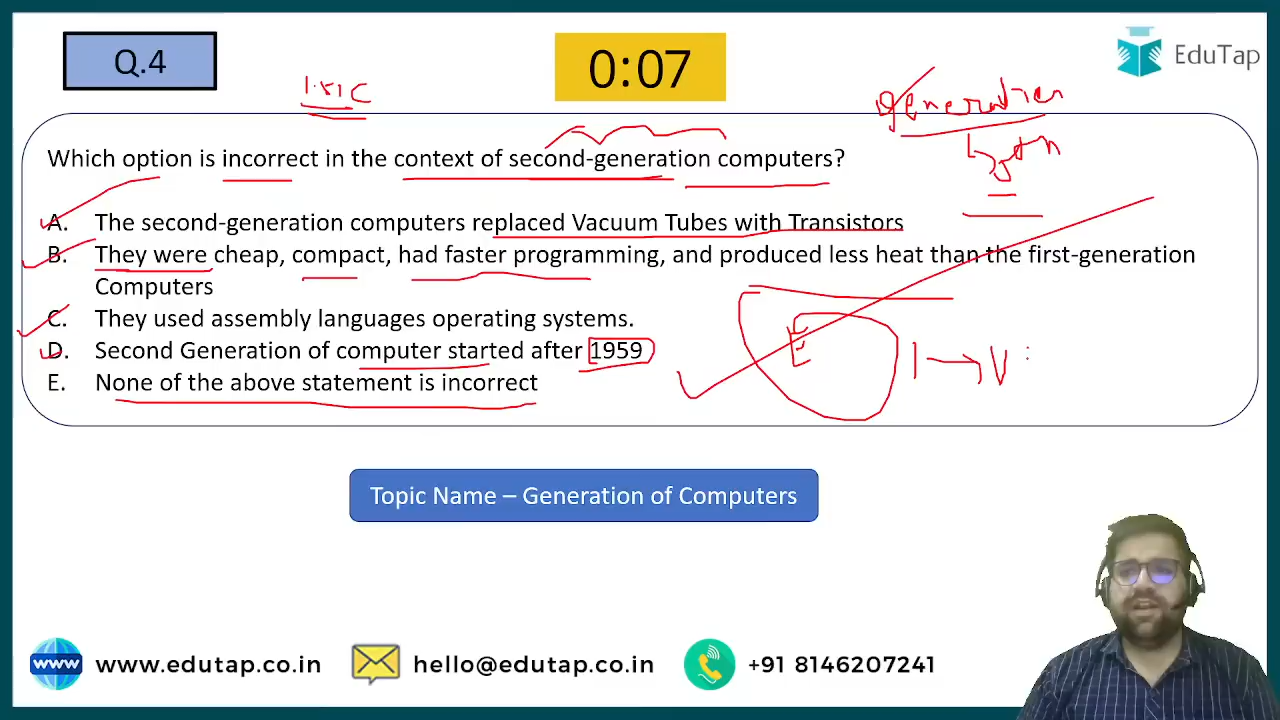 Q.4
0:07
EduTap
generation
Which option is incorrect in the context of second-generation computers?
A. The second-generation computers replaced Vacuum Tubes with Transistors
B. They were cheap, compact, had faster programming, and produced less heat than the first-generation
Computers
C. They used assembly languages operating systems.
D. Second Generation of computer started after 1959
E. None of the above statement is incorrect
E
1 → V
Topic Name – Generation of Computers
www
www.edutap.co.in
hello@edutap.co.in
+91 8146207241